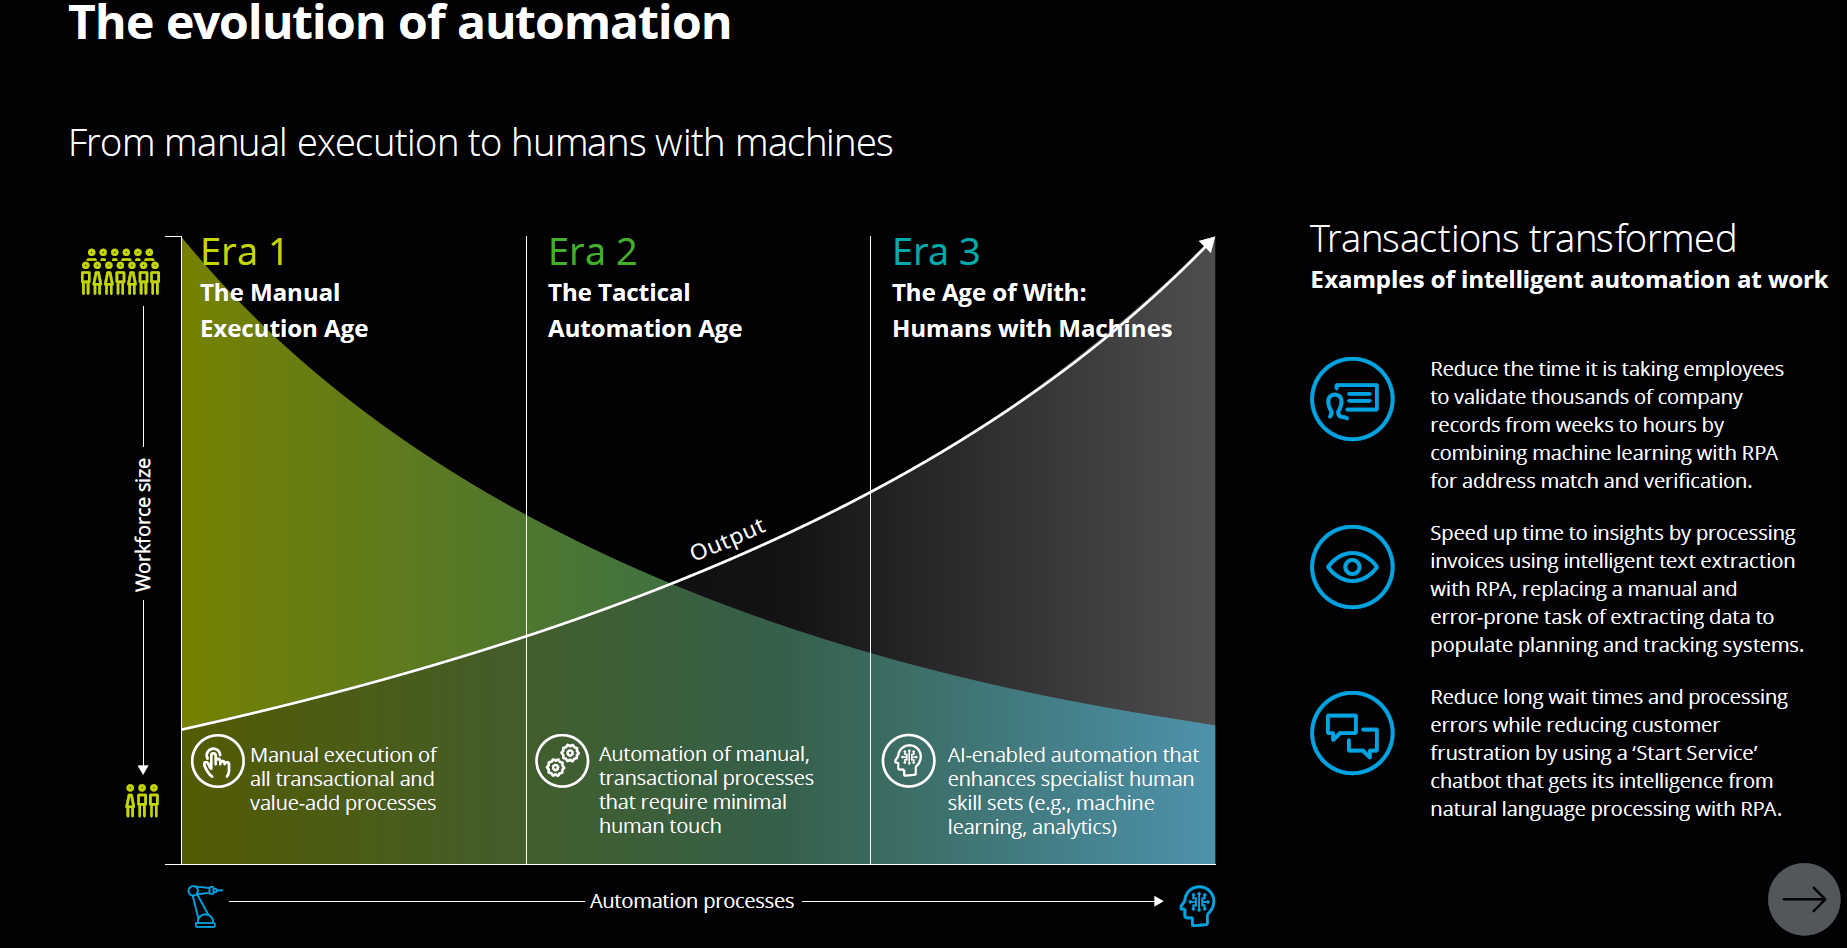 The evolution of automation
From manual execution to humans with machines
Era 1
The Manual
Execution Age
Era 2
The Tactical
Automation Age
Era 3
The Age of With:
Humans with Machines
Workforce size
Output
Manual execution of
all transactional and
value-add processes
Automation of manual,
transactional processes
that require minimal
human touch
AI-enabled automation that
enhances specialist human
skill sets (e.g., machine
learning, analytics)
Automation processes
Transactions transformed
Examples of intelligent automation at work
Reduce the time it is taking employees
to validate thousands of company
records from weeks to hours by
combining machine learning with RPA
for address match and verification.
Speed up time to insights by processing
invoices using intelligent text extraction
with RPA, replacing a manual and
error-prone task of extracting data to
populate planning and tracking systems.
Reduce long wait times and processing
errors while reducing customer
frustration by using a ‘Start Service’
chatbot that gets its intelligence from
natural language processing with RPA.